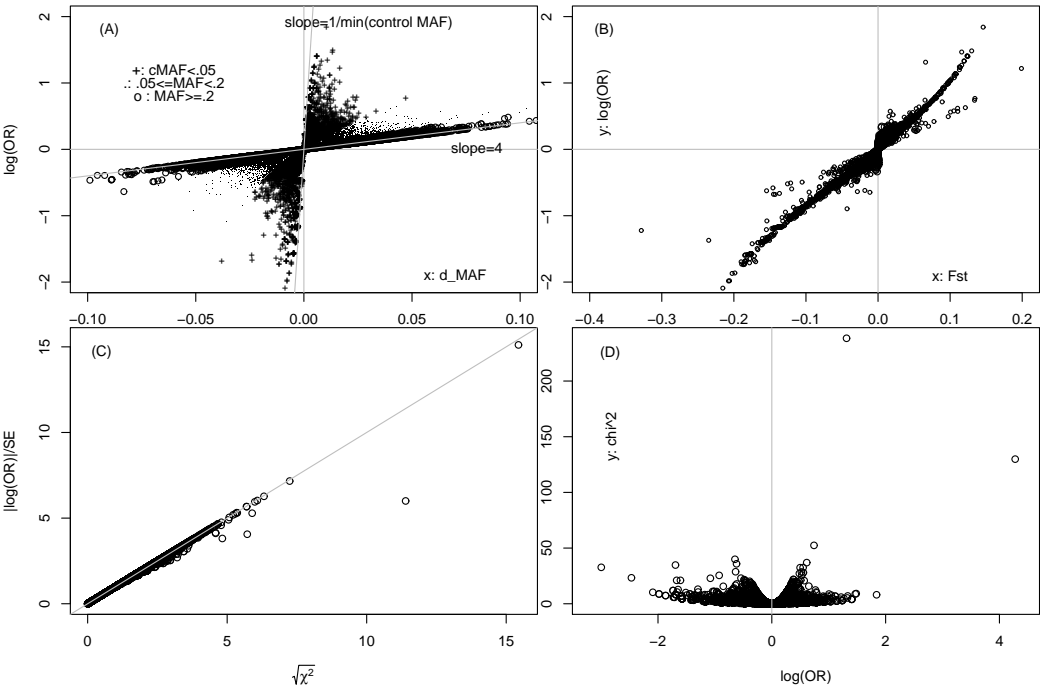 (A)
slope=1/min(control MAF)
+: cMAF<.05
.: .05<=MAF<.2
o : MAF>=.2
slope=4
x: d_MAF
log(OR)
2
1
0
−1
−2
−0.10 −0.05 0.00 0.05 0.10
(B)
y: log(OR)
x: Fst
2
1
0
−1
−2
−0.4 −0.3 −0.2 −0.1 0.0 0.1 0.2
(C)
|log(OR)|/SE
15
10
5
0
0 5 10 15
√χ²
(D)
y: chi^2
200
150
100
50
0
−2 0 2 4
log(OR)